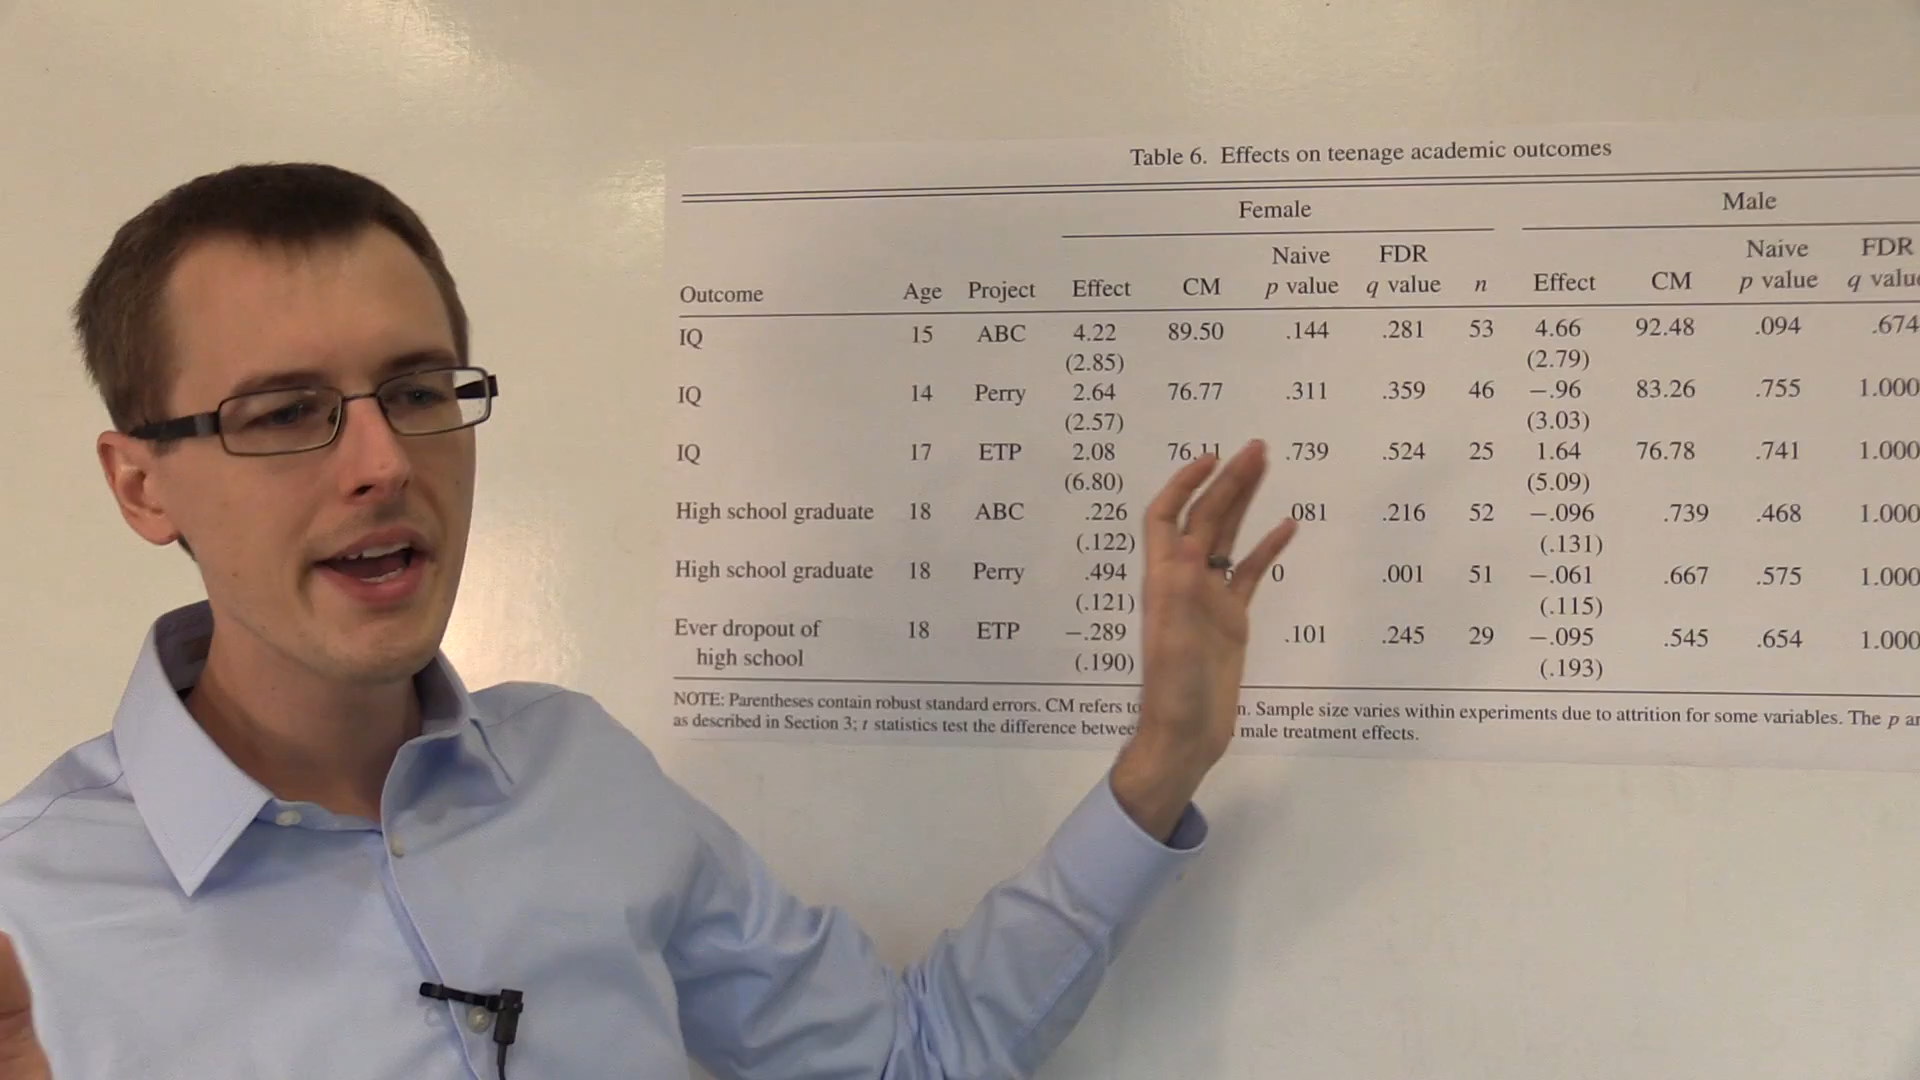 Table 6. Effects on teenage academic outcomes
Female Male
Naive FDR Naive FDR
Outcome Age Project Effect CM p value q value n Effect CM p value q
IQ 15 ABC 4.22 89.50 .144 .281 53 4.66 92.48 .094 .674
(2.85) (2.79)
IQ 14 Perry 2.64 76.77 .311 .359 46 −.96 83.26 .755 1.000
(2.57) (3.03)
IQ 17 ETP 2.08 76.11 .739 .524 25 1.64 76.78 .741 1.000
(6.80) (5.09)
High school graduate 18 ABC .226 .081 .216 52 −.096 .739 .468 1.000
(.122) (.131)
High school graduate 18 Perry .494 0 .001 51 −.061 .667 .575 1.000
(.121) (.115)
Ever dropout of 18 ETP −.289 .101 .245 29 −.095 .545 .654 1.000
high school (.190) (.193)
NOTE: Parentheses contain robust standard errors. CM refers to n. Sample size varies within experiments due to attrition for some variables. The p
as described in Section 3; t statistics test the difference male treatment effects.